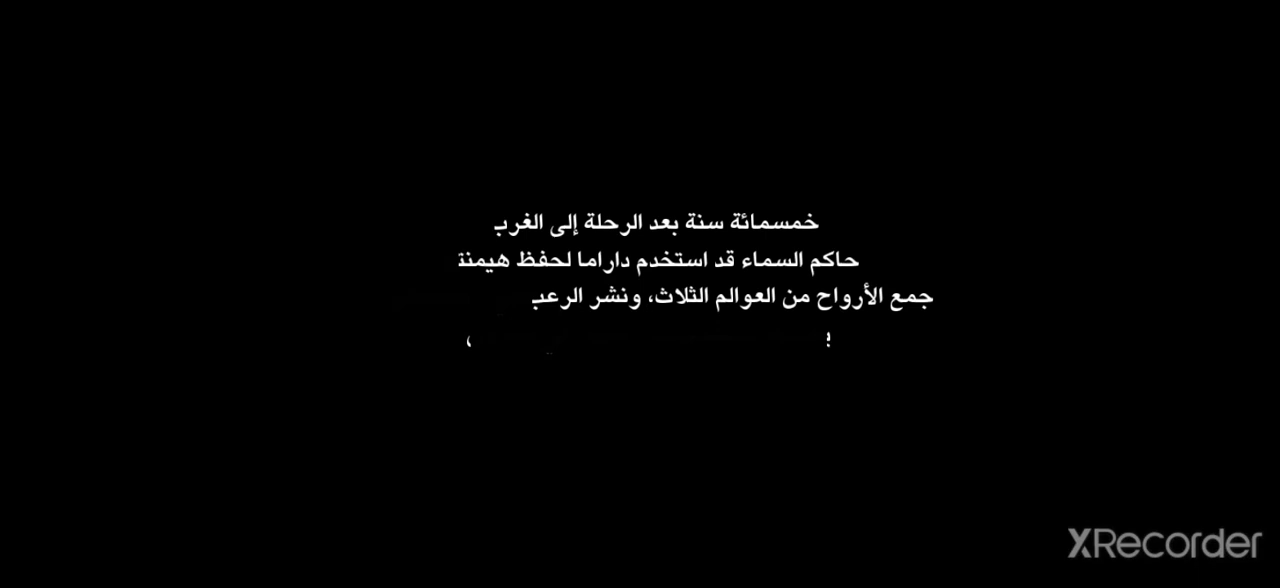 خمسمائة سنة بعد الرحلة إلى الغرب
حاكم السماء قد استخدم داراما لحفظ
جمع الأرواح من العوالم الثلاث، ونشر الرعب
XRecorder